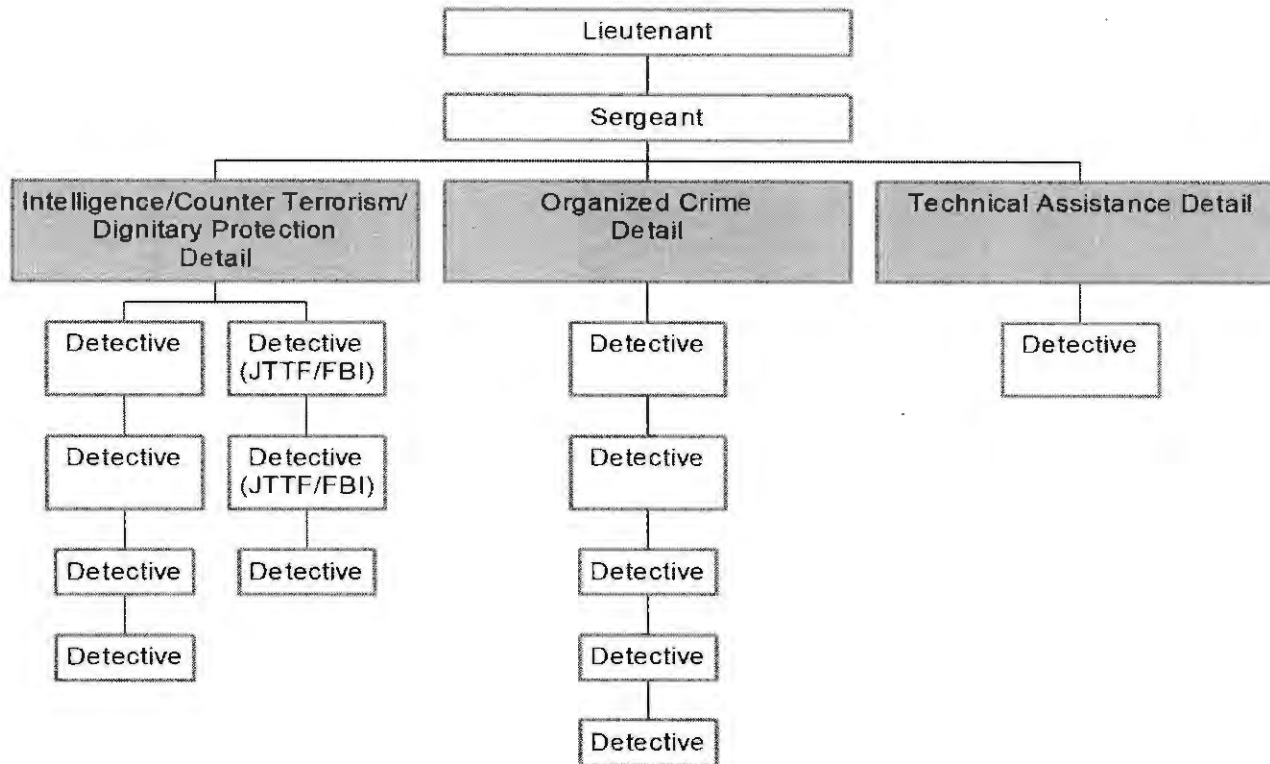 Lieutenant
Sergeant
Intelligence/Counter Terrorism/
Dignitary Protection
Detail
Organized Crime
Detail
Technical Assistance Detail
Detective
Detective
Detective
Detective
Detective
(JTTF/FBI)
Detective
(JTTF/FBI)
Detective
Detective
Detective
Detective
Detective
Detective
Detective